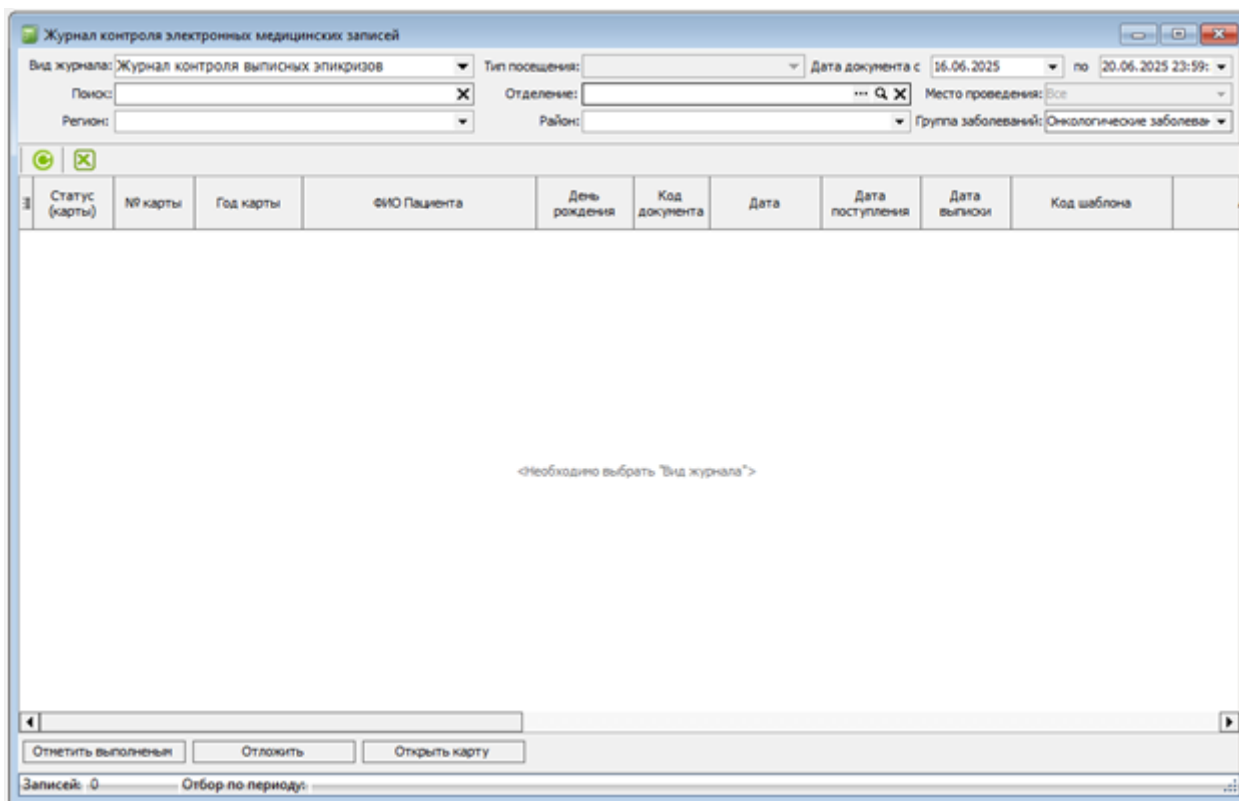 Журнал контроля электронных медицинских записей
Вид журнала: Журнал контроля выписных эпикризов Тип посещения: Дата документа с 16.06.2025 по 20.06.2025 23:59:
Поиск: Отделение: Место проведения: Все
Регион: Район: Группа заболеваний: Онкологические заболева
Статус (карты) № карты Год карты ФИО Пациента День рождения Код документа Дата Дата поступления Дата выписки Код шаблона
<Необходимо выбрать "Вид журнала">
Отметить выполненым Отложить Открыть карту
Записей: 0 Отбор по периоду: